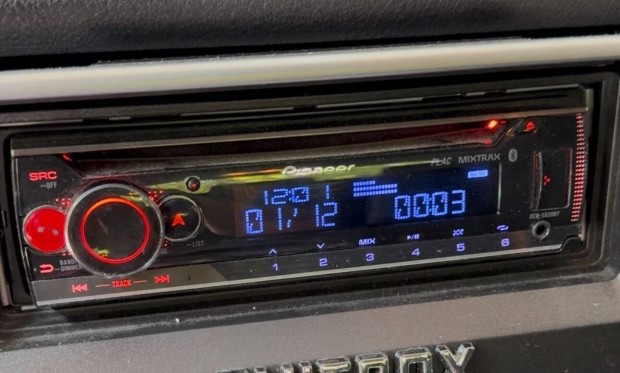 SRC
-OFF
Pioneer
FLAC MIXTRAX
12:01
01/12
0003
LIST
BAND
DIMMER
MIX
1 2 3 4 5 6
TRACK